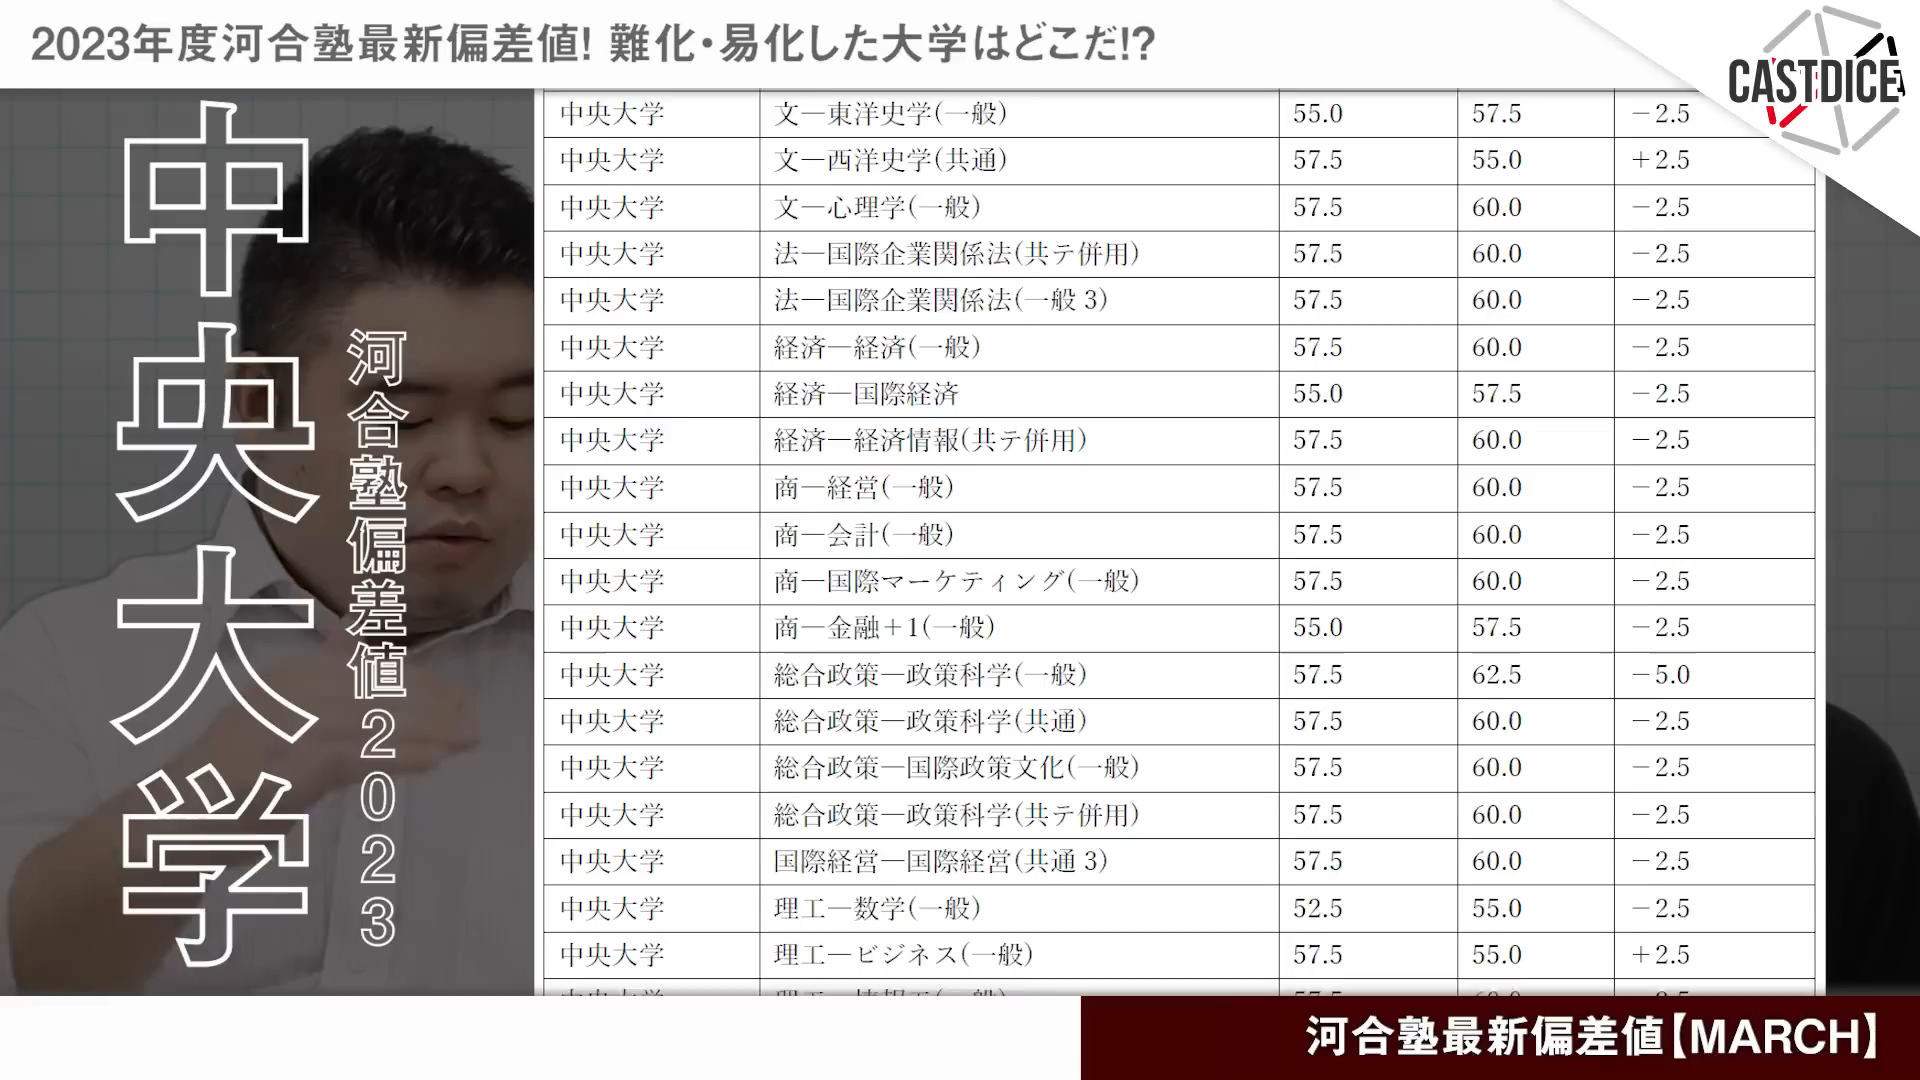 2023年度河合塾最新偏差値! 難化・易化した大学はどこだ!?
CASTDICE
中央大学
河合塾偏差値2023
中央大学 文―東洋史学(一般) 55.0 57.5 －2.5
中央大学 文―西洋史学(共通) 57.5 55.0 ＋2.5
中央大学 文―心理学(一般) 57.5 60.0 －2.5
中央大学 法―国際企業関係法(共テ併用) 57.5 60.0 －2.5
中央大学 法―国際企業関係法(一般 3) 57.5 60.0 －2.5
中央大学 経済―経済(一般) 57.5 60.0 －2.5
中央大学 経済―国際経済 55.0 57.5 －2.5
中央大学 経済―経済情報(共テ併用) 57.5 60.0 －2.5
中央大学 商―経営(一般) 57.5 60.0 －2.5
中央大学 商―会計(一般) 57.5 60.0 －2.5
中央大学 商―国際マーケティング(一般) 57.5 60.0 －2.5
中央大学 商―金融＋1(一般) 55.0 57.5 －2.5
中央大学 総合政策―政策科学(一般) 57.5 62.5 －5.0
中央大学 総合政策―政策科学(共通) 57.5 60.0 －2.5
中央大学 総合政策―国際政策文化(一般) 57.5 60.0 －2.5
中央大学 総合政策―政策科学(共テ併用) 57.5 60.0 －2.5
中央大学 国際経営―国際経営(共通 3) 57.5 60.0 －2.5
中央大学 理工―数学(一般) 52.5 55.0 －2.5
中央大学 理工―ビジネス(一般) 57.5 55.0 ＋2.5
河合塾最新偏差値【MARCH】